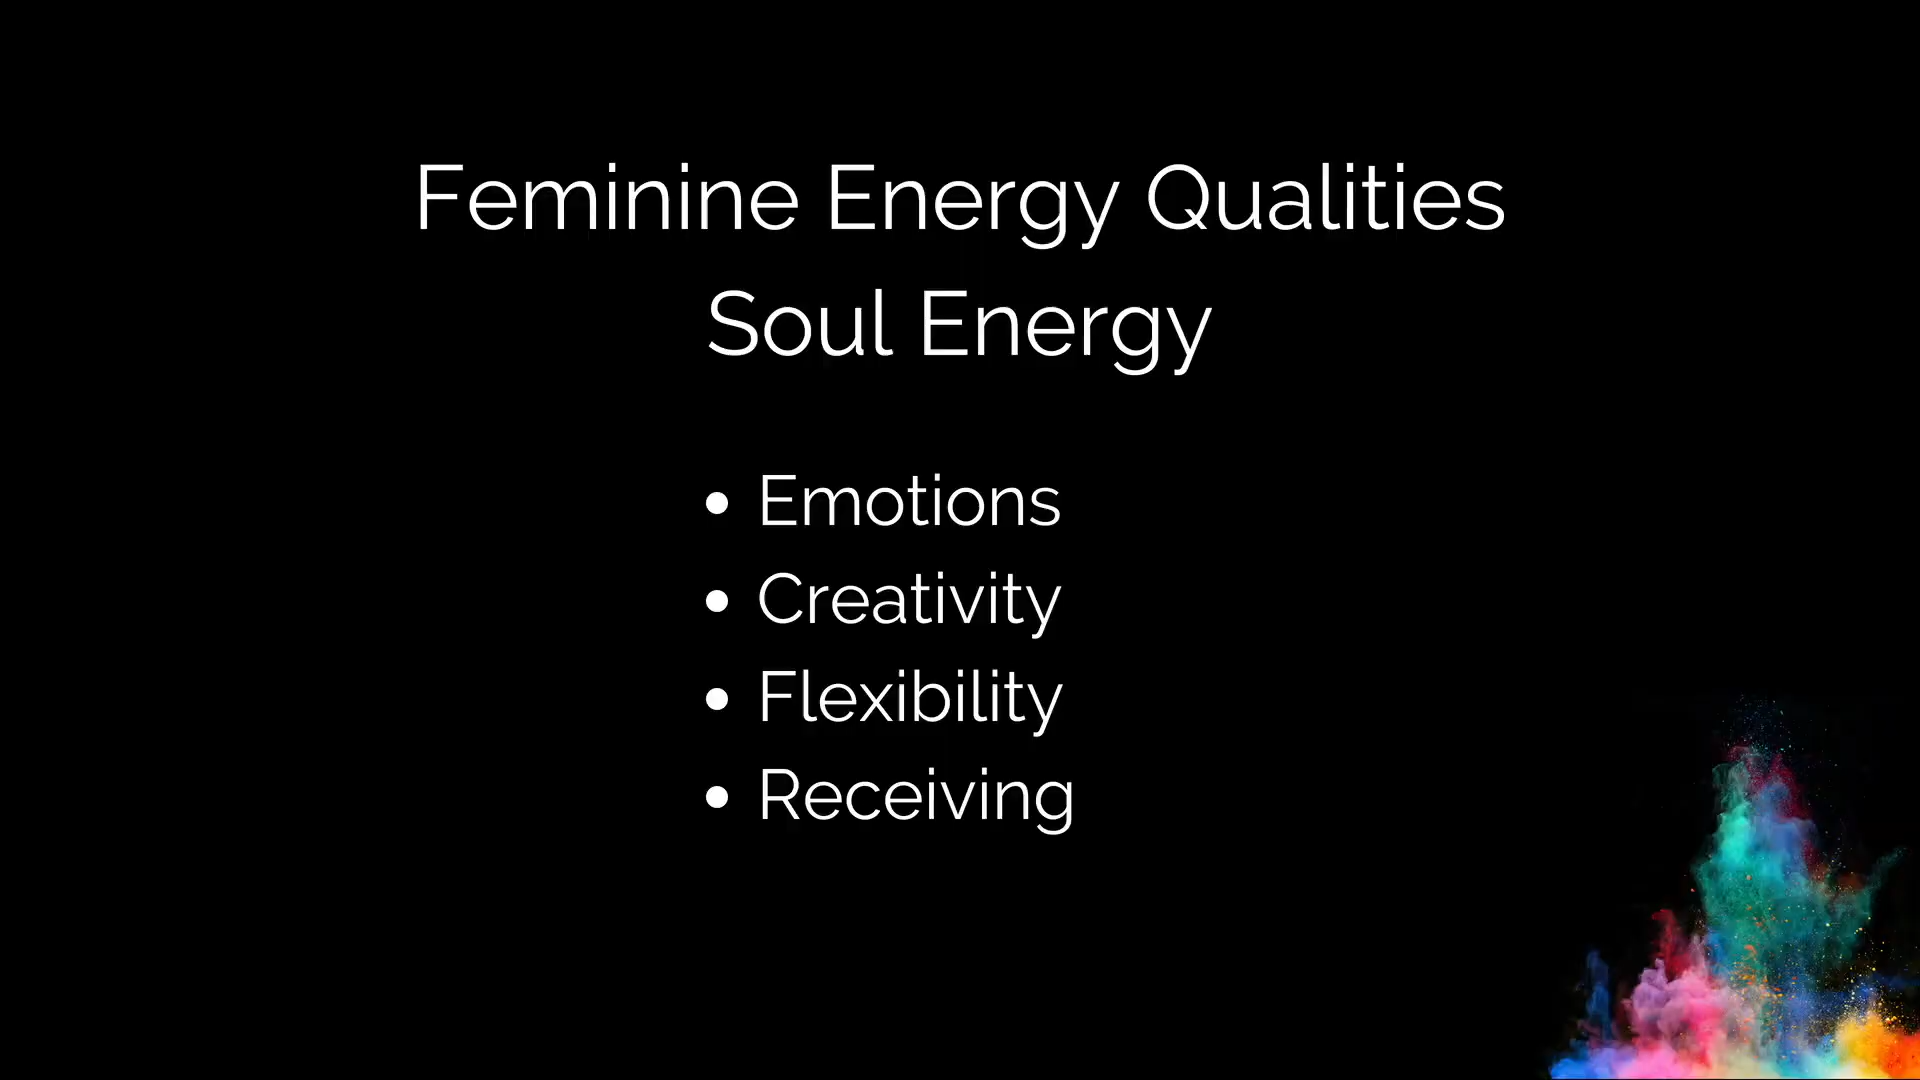 Feminine Energy Qualities
Soul Energy
• Emotions
• Creativity
• Flexibility
• Receiving